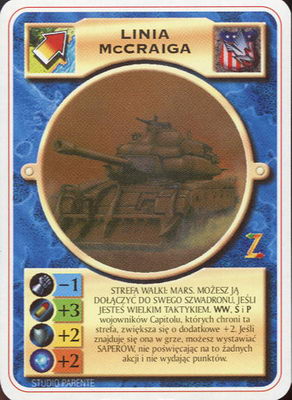 LINIA
McCRAIGA
Z
-1
+3
+2
+2
STREFA WALKI: MARS. MOŻESZ JĄ
DOŁĄCZYĆ DO SWEGO SZWADRONU, JEŚLI
JESTEŚ WIELKIM TAKTYKIEM. WW, S i P
wojowników Capitolu, których chroni ta
strefa, zwiększa się o dodatkowe +2. Jeśli
znajduje się ona w grze, możesz wystawiać
SAPERÓW, nie poświęcając na to żadnych
akcji i nie wydając punktów.
STUDIO PARENTE